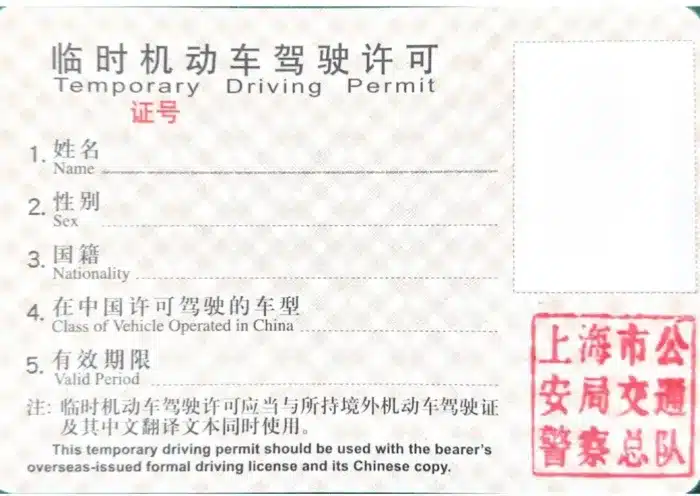 临时机动车驾驶许可
Temporary Driving Permit
证号
1. 姓名
Name
2. 性别
Sex
3. 国籍
Nationality
4. 在中国许可驾驶的车型
Class of Vehicle Operated in China
5. 有效期限
Valid Period
注: 临时机动车驾驶许可应当与所持境外机动车驾驶证
及其中文翻译文本同时使用。
This temporary driving permit should be used with the bearer's
overseas-issued formal driving license and its Chinese copy.
上海市公
安局交通
警察总队